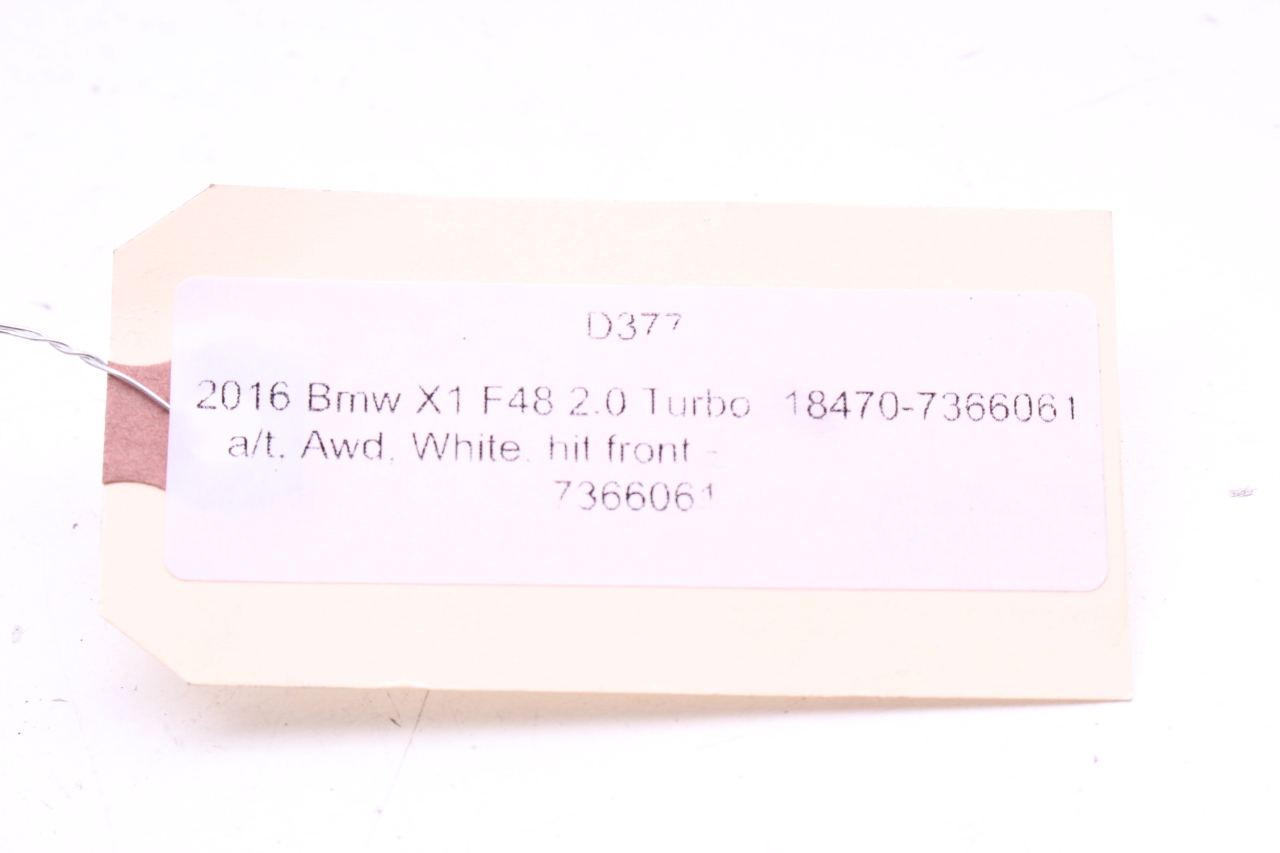 D377
2016 Bmw X1 F48 2.0 Turbo 18470-7366061
a/t. Awd, White, hit front -
7366061